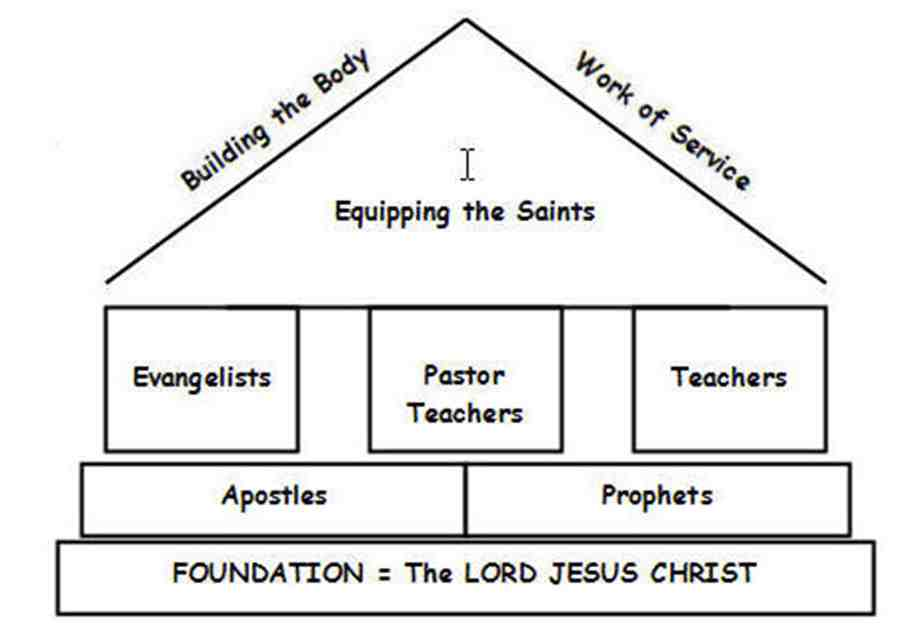 Building the Body
Work of Service
Equipping the Saints
Evangelists
Pastor
Teachers
Teachers
Apostles
Prophets
FOUNDATION = The LORD JESUS CHRIST